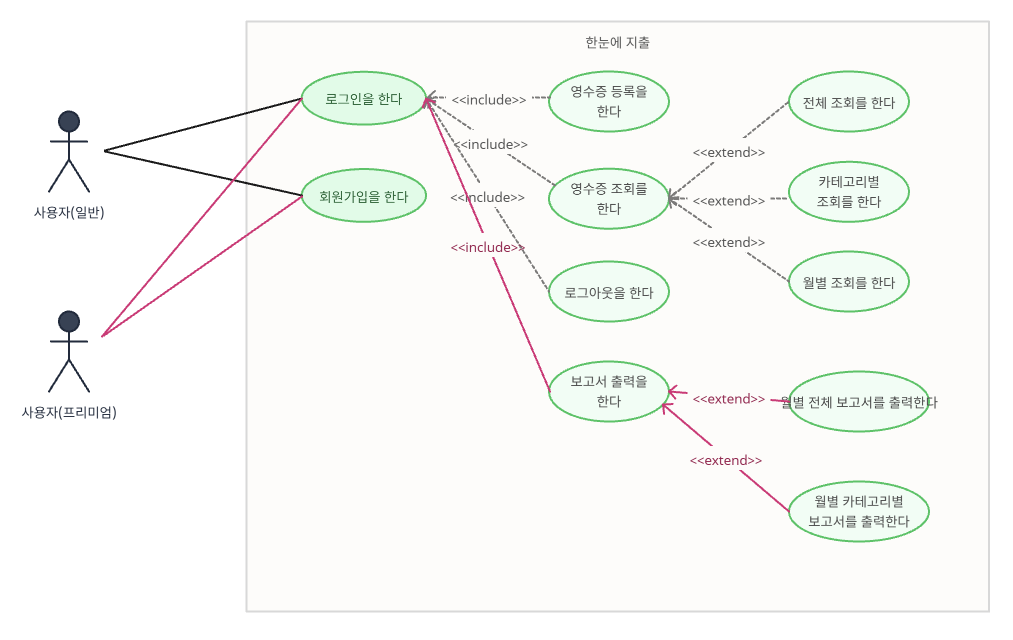 한눈에 지출
로그인을 한다
<<include>>
영수증 등록을
한다
전체 조회를 한다
<<include>>
<<extend>>
사용자(일반)
회원가입을 한다
<<include>>
영수증 조회를
한다
<<extend>>
카테고리별
조회를 한다
<<include>>
<<extend>>
로그아웃을 한다
월별 조회를 한다
사용자(프리미엄)
보고서 출력을
한다
<<extend>>
월별 전체 보고서를 출력한다
<<extend>>
월별 카테고리별
보고서를 출력한다